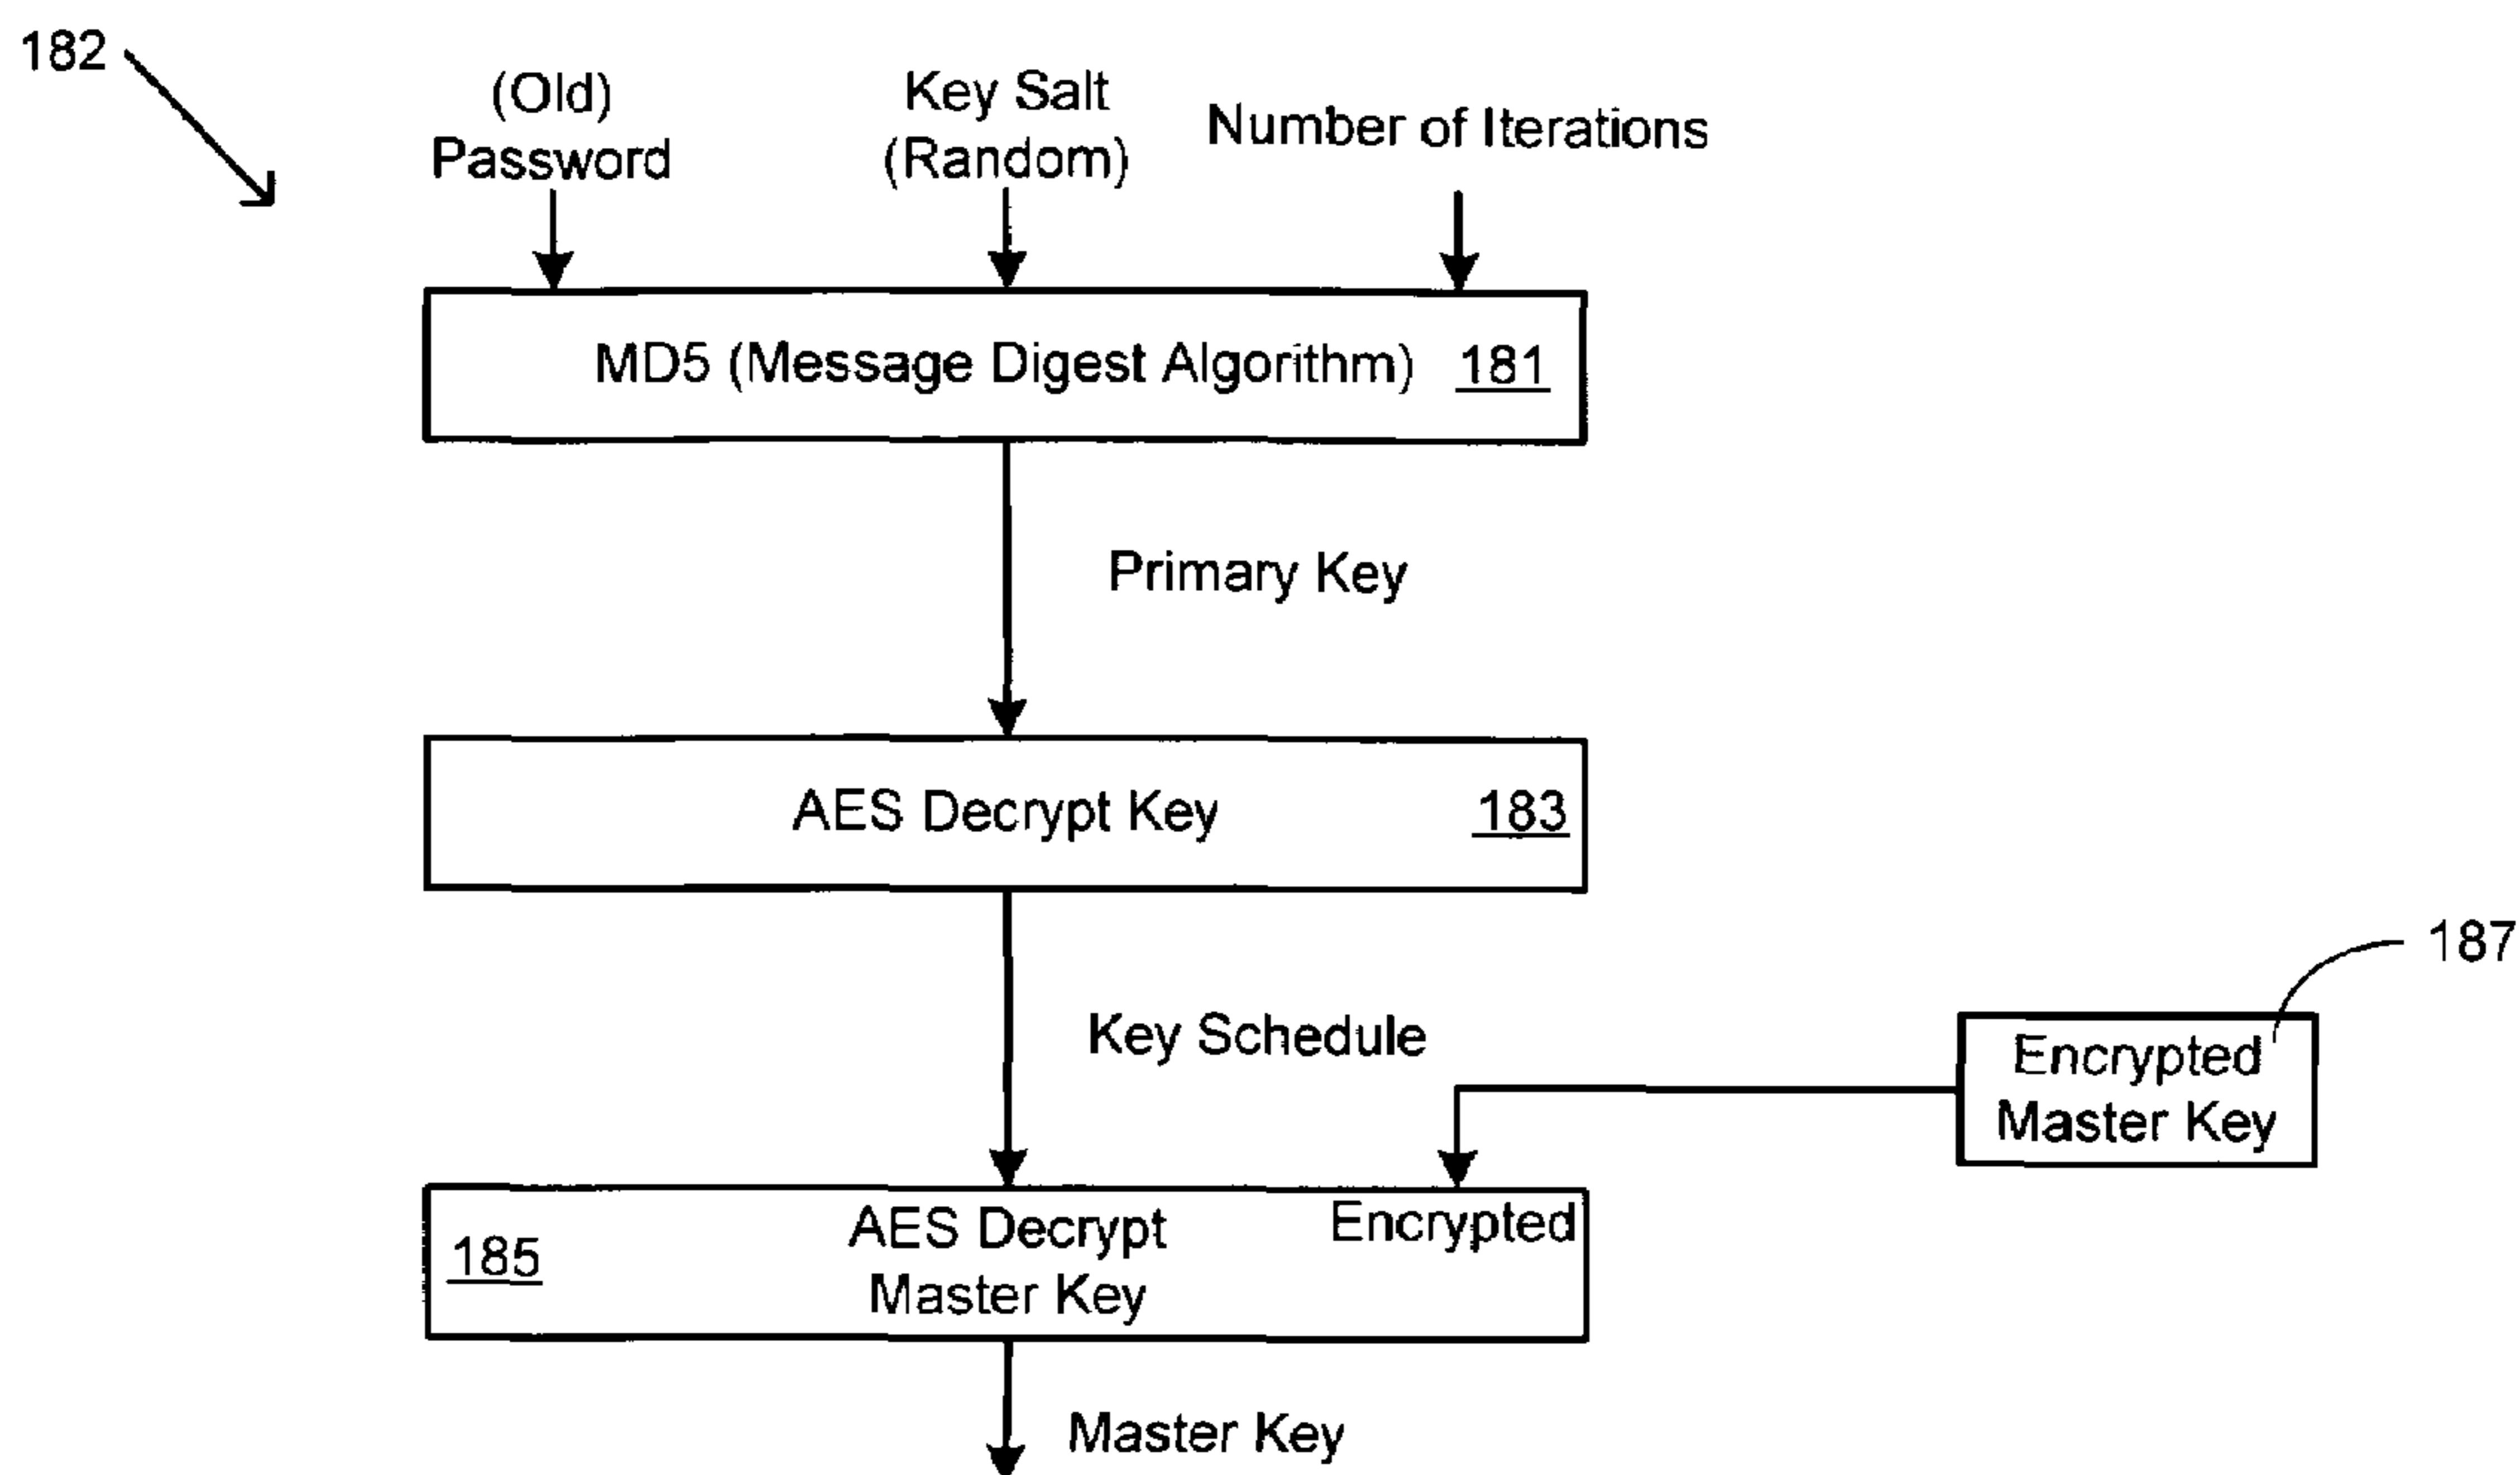 182
(Old)
Password
Key Salt
(Random)
Number of Iterations
MD5 (Message Digest Algorithm) 181
Primary Key
AES Decrypt Key 183
Key Schedule
187
Encrypted
Master Key
185
AES Decrypt
Master Key
Encrypted
Master Key